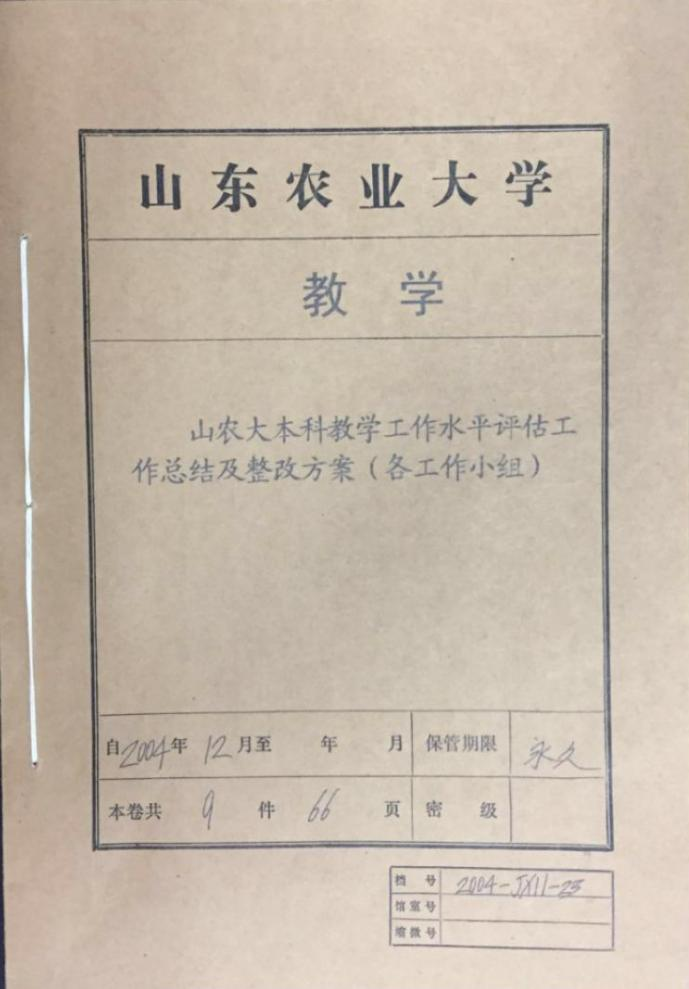 山东农业大学
教 学
山农大本科教学工作水平评估工
作总结及整改方案（各工作小组）
自2004年 12月至 年 月 保管期限 永久
本卷共 9 件 66 页 密 级
档 号 2004-JX11-23
馆室号
缩微号